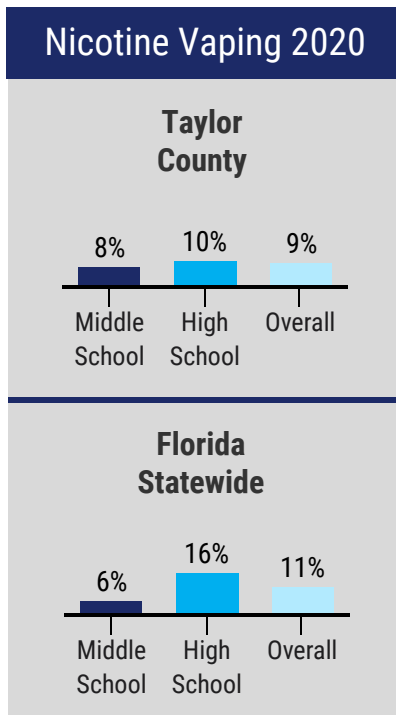 Nicotine Vaping 2020
Taylor
County
8%
10%
9%
Middle
School
High
School
Overall
Florida
Statewide
6%
16%
11%
Middle
School
High
School
Overall